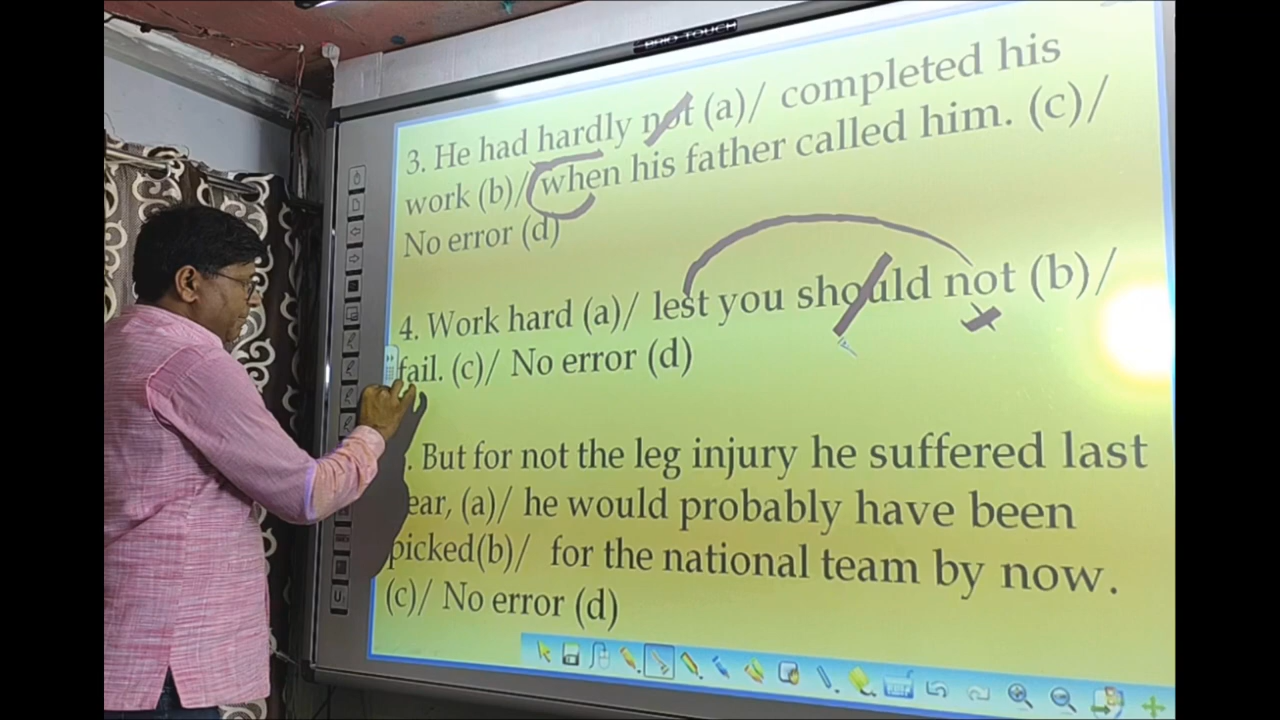 BRIO TOUCH
3. He had hardly not (a)/ completed his
work (b)/ when his father called him. (c)/
No error (d)
4. Work hard (a)/ lest you should not (b)/
fail. (c)/ No error (d)
. But for not the leg injury he suffered last
ear, (a)/ he would probably have been
picked(b)/ for the national team by now.
(c)/ No error (d)